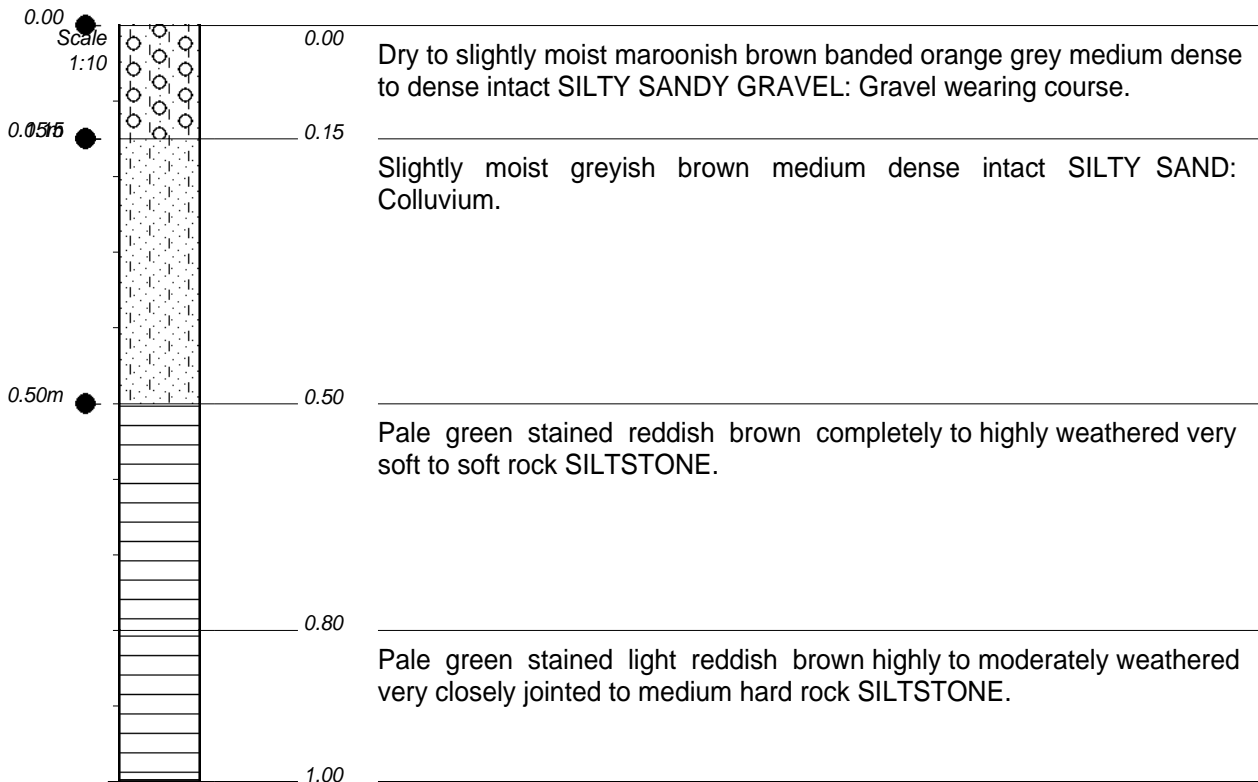 0.00
Scale
1:10
0.00
Dry to slightly moist maroonish brown banded orange grey medium dense
to dense intact SILTY SANDY GRAVEL: Gravel wearing course.
0.15
Slightly moist greyish brown medium dense intact SILTY SAND:
Colluvium.
0.50m
0.50
Pale green stained reddish brown completely to highly weathered very
soft to soft rock SILTSTONE.
0.80
Pale green stained light reddish brown highly to moderately weathered
very closely jointed to medium hard rock SILTSTONE.
1.00